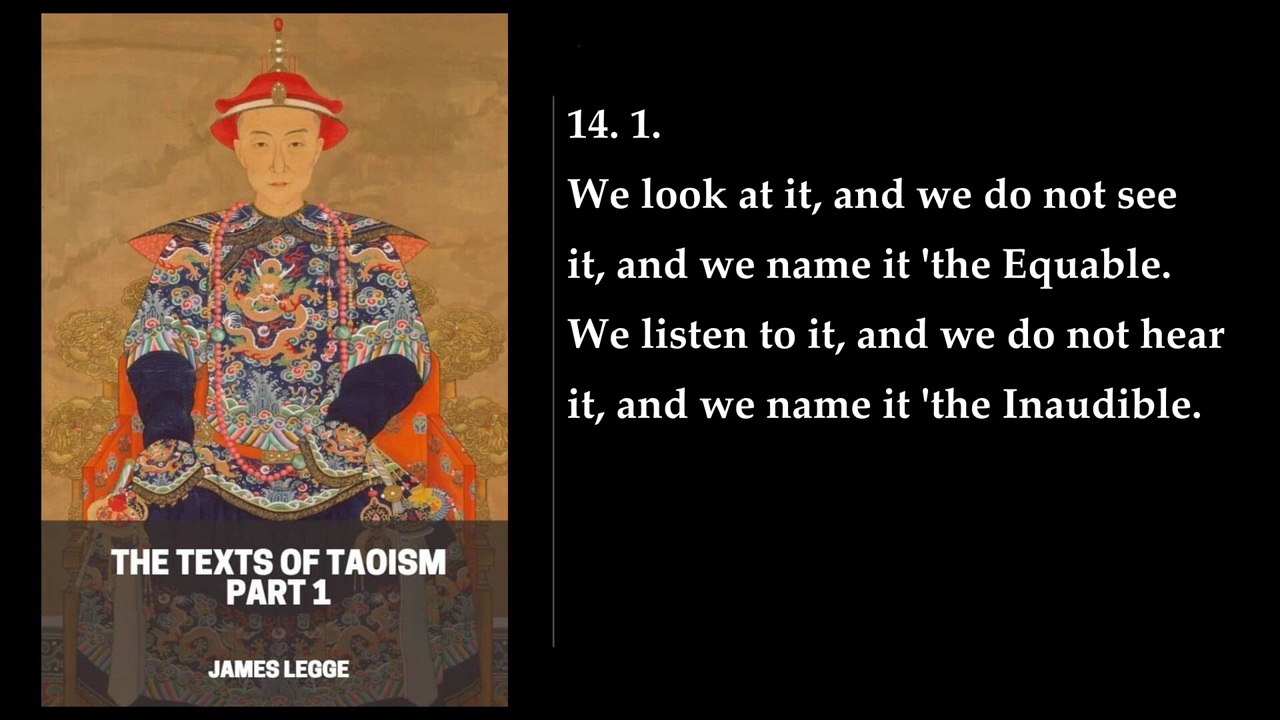 THE TEXTS OF TAOISM
PART 1
JAMES LEGGE
14. 1.
We look at it, and we do not see
it, and we name it 'the Equable.
We listen to it, and we do not hear
it, and we name it 'the Inaudible.